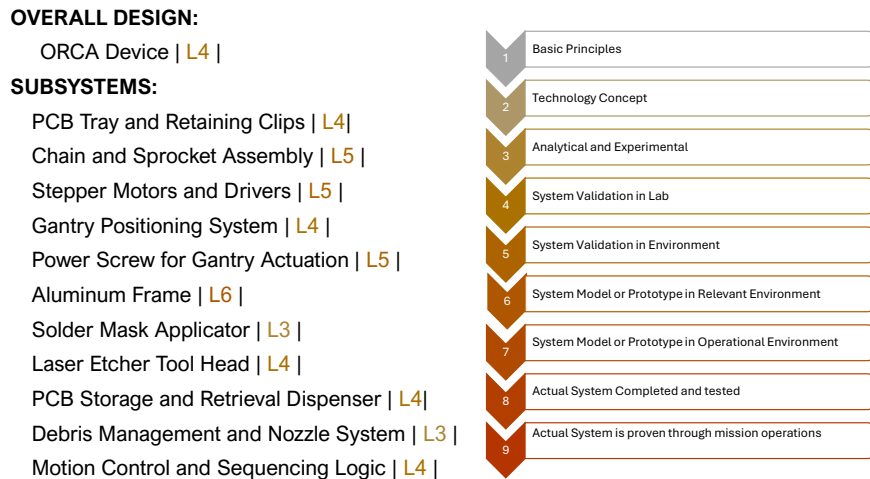 OVERALL DESIGN:
ORCA Device | L4 |
SUBSYSTEMS:
PCB Tray and Retaining Clips | L4|
Chain and Sprocket Assembly | L5 |
Stepper Motors and Drivers | L5 |
Gantry Positioning System | L4 |
Power Screw for Gantry Actuation | L5 |
Aluminum Frame | L6 |
Solder Mask Applicator | L3 |
Laser Etcher Tool Head | L4 |
PCB Storage and Retrieval Dispenser | L4|
Debris Management and Nozzle System | L3 |
Motion Control and Sequencing Logic | L4 |
1 Basic Principles
2 Technology Concept
3 Analytical and Experimental
4 System Validation in Lab
5 System Validation in Environment
6 System Model or Prototype in Relevant Environment
7 System Model or Prototype in Operational Environment
8 Actual System Completed and tested
9 Actual System is proven through mission operations